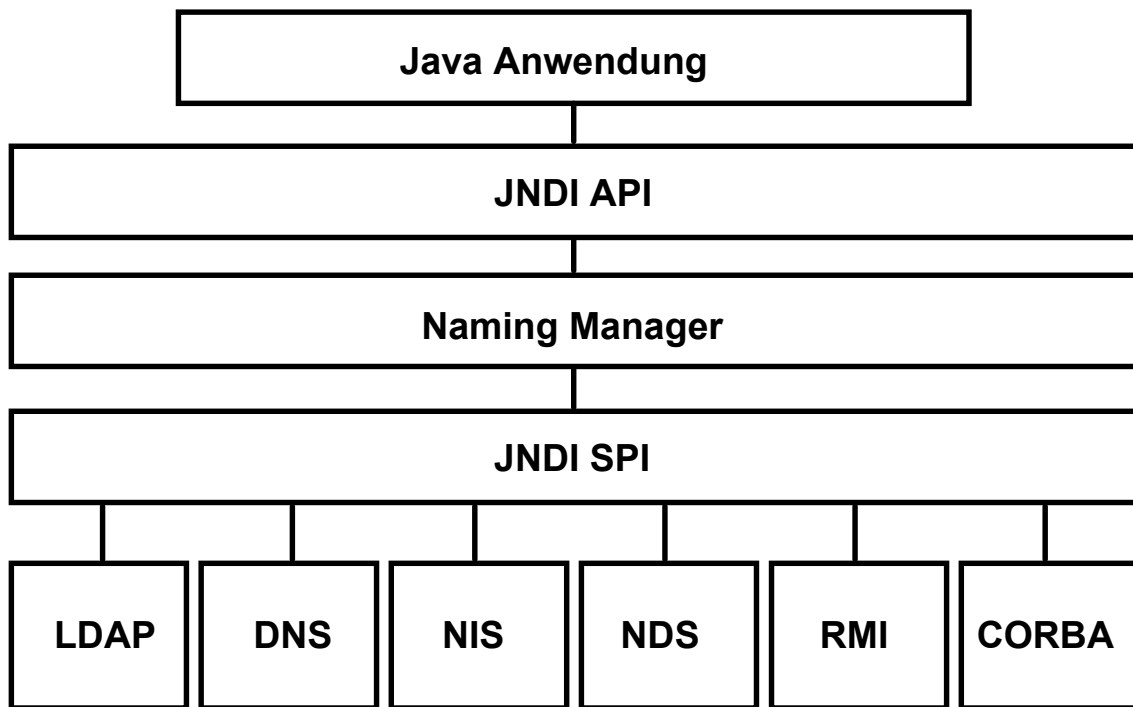 Java Anwendung
JNDI API
Naming Manager
JNDI SPI
LDAP DNS NIS NDS RMI CORBA